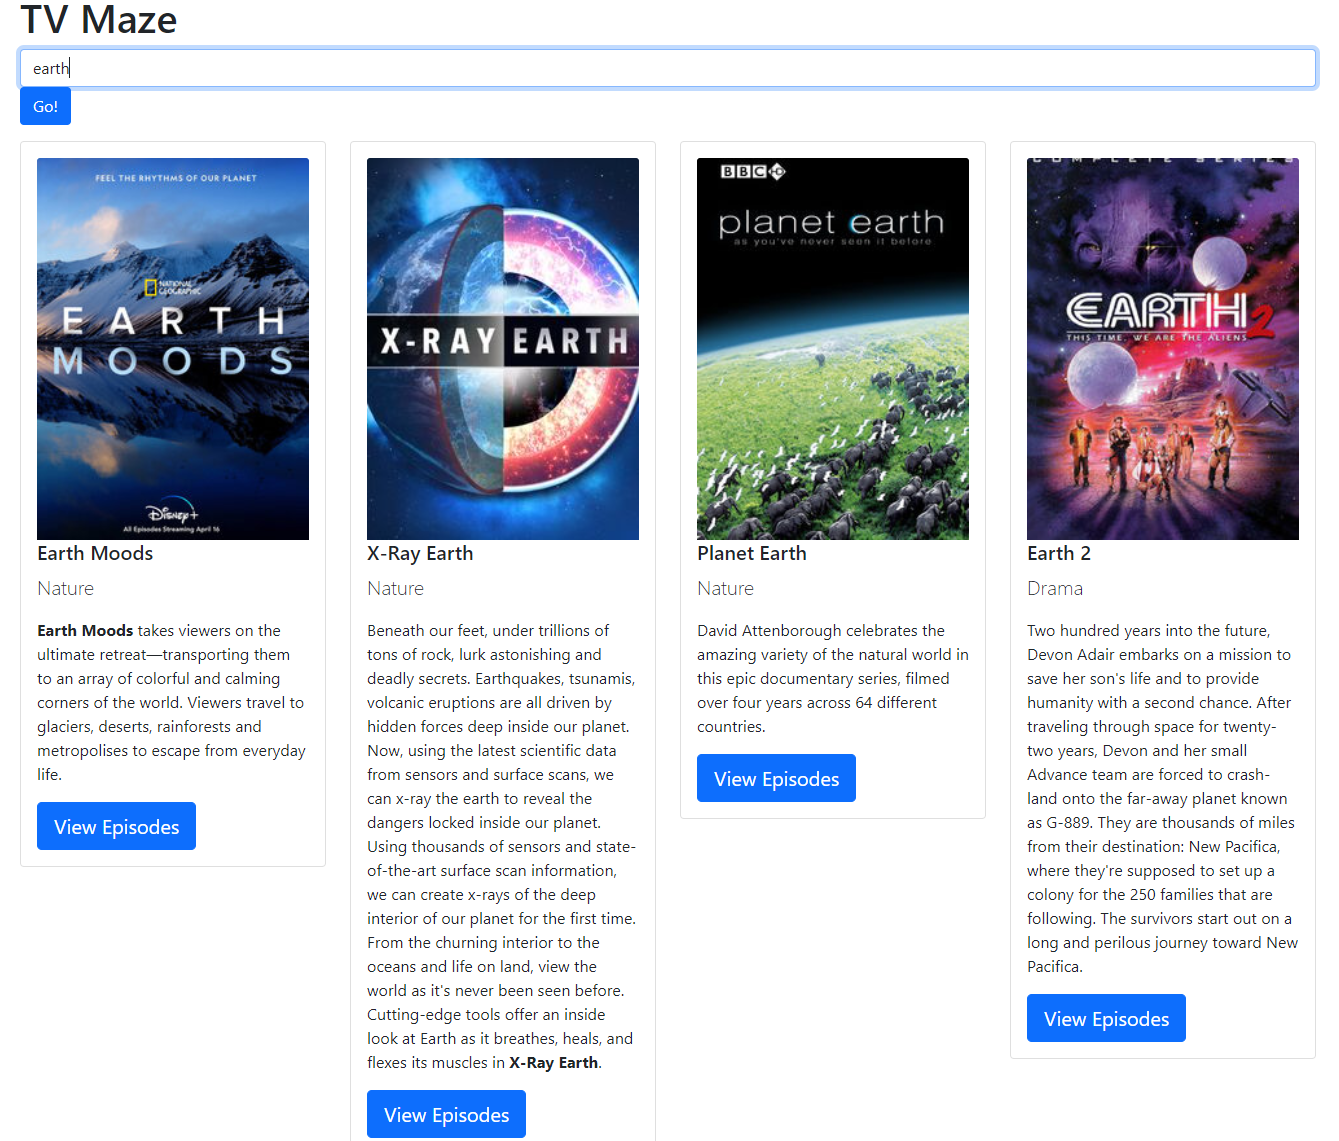 TV Maze
earth
Go!
FEEL THE RHYTHMS OF OUR PLANET
NATIONAL
GEOGRAPHIC
EARTH
MOODS
Disney+
All Episodes Streaming April 16
Earth Moods
Nature
Earth Moods takes viewers on the
ultimate retreat—transporting them
to an array of colorful and calming
corners of the world. Viewers travel to
glaciers, deserts, rainforests and
metropolises to escape from everyday
life.
View Episodes
X-RAY EARTH
X-Ray Earth
Nature
Beneath our feet, under trillions of
tons of rock, lurk astonishing and
deadly secrets. Earthquakes, tsunamis,
volcanic eruptions are all driven by
hidden forces deep inside our planet.
Now, using the latest scientific data
from sensors and surface scans, we
can x-ray the earth to reveal the
dangers locked inside our planet.
Using thousands of sensors and state-
of-the-art surface scan information,
we can create x-rays of the deep
interior of our planet for the first time.
From the churning interior to the
oceans and life on land, view the
world as it's never been seen before.
Cutting-edge tools offer an inside
look at Earth as it breathes, heals, and
flexes its muscles in X-Ray Earth.
View Episodes
BBC HD
planet earth
as you've never seen it before
Planet Earth
Nature
David Attenborough celebrates the
amazing variety of the natural world in
this epic documentary series, filmed
over four years across 64 different
countries.
View Episodes
COMPLETE SERIES
EARTH 2
THIS TIME, WE ARE THE ALIENS
Earth 2
Drama
Two hundred years into the future,
Devon Adair embarks on a mission to
save her son's life and to provide
humanity with a second chance. After
traveling through space for twenty-
two years, Devon and her small
Advance team are forced to crash-
land onto the far-away planet known
as G-889. They are thousands of miles
from their destination: New Pacifica,
where they're supposed to set up a
colony for the 250 families that are
following. The survivors start out on a
long and perilous journey toward New
Pacifica.
View Episodes